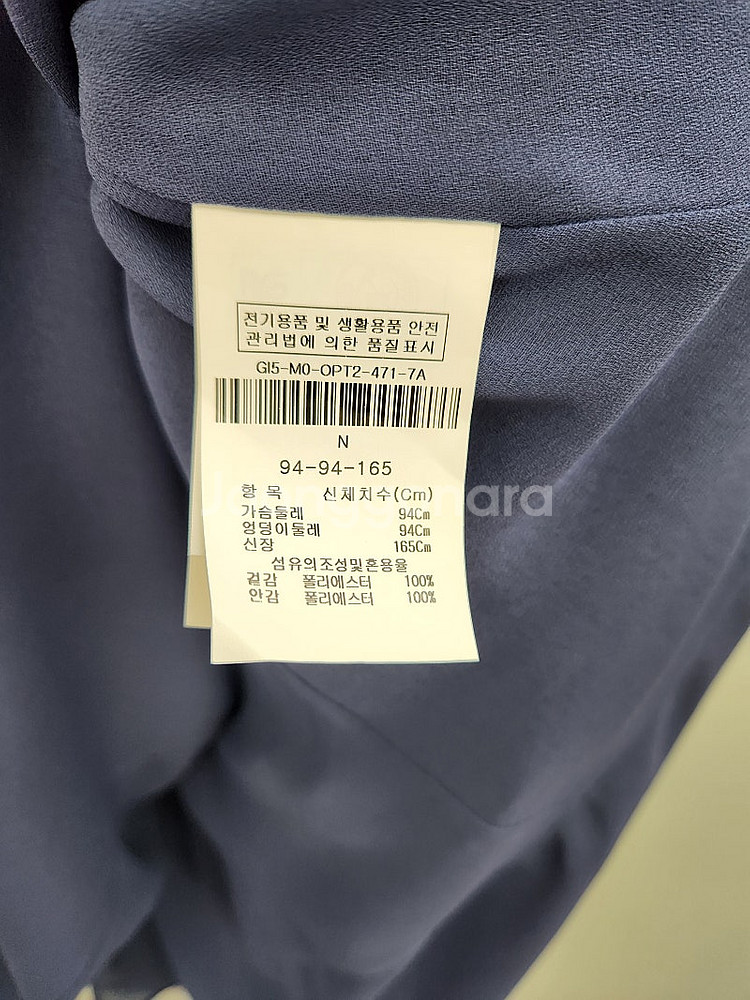 전기용품 및 생활용품 안전
관리법에 의한 품질표시
GI5-MO-OPT2-471-7A
N
94-94-165
항 목 신체치수(Cm)
가슴둘레 94Cm
엉덩이둘레 94Cm
신장 165Cm
섬유의조성및혼용율
겉감 폴리에스터 100%
안감 폴리에스터 100%
Joonggonara